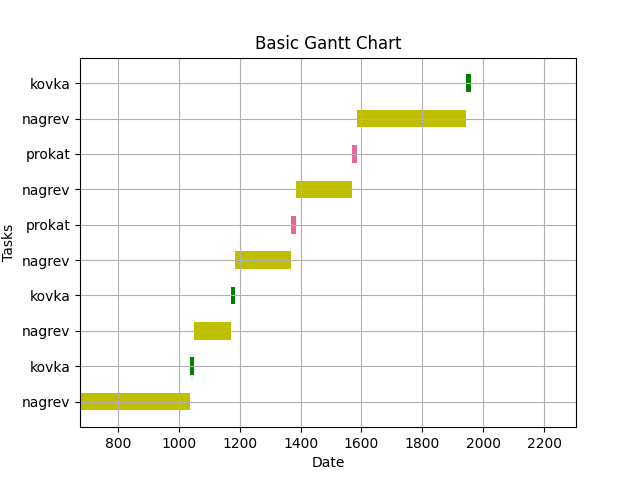 Basic Gantt Chart
kovka
nagrev
prokat
nagrev
prokat
nagrev
kovka
nagrev
kovka
nagrev
Tasks
800 1000 1200 1400 1600 1800 2000 2200
Date